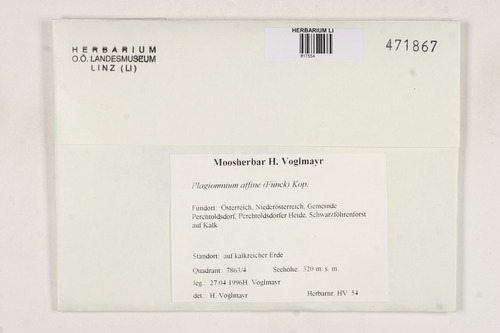 HERBARIUM
O.Ö. LANDESMUSEUM
LINZ (LI)
HERBARIUM LI
817554
471867
Moosherbar H. Voglmayr
Plagiomnium affine (Funck) Kop.
Fundort: Österreich, Niederösterreich, Gemeinde
Perchtoldsdorf, Perchtoldsdorfer Heide, Schwarzföhrenforst
auf Kalk
Standort: auf kalkreicher Erde
Quadrant: 7863/4 Seehöhe: 320 m. s. m.
leg.: 27.04.1996H. Voglmayr
det.: H. Voglmayr Herbarnr. HV 54